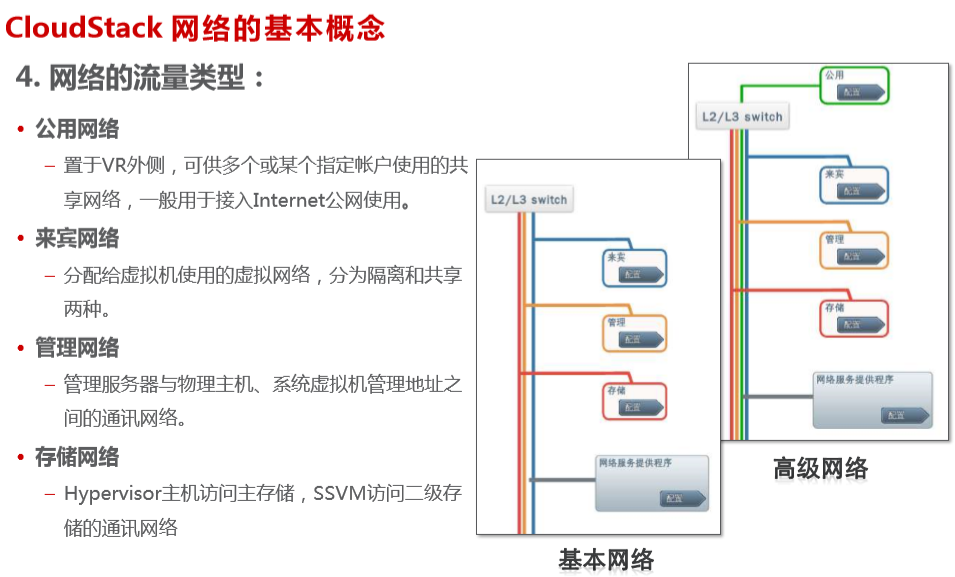 CloudStack 网络的基本概念
4. 网络的流量类型：
• 公用网络
– 置于VR外侧，可供多个或某个指定帐户使用的共
享网络，一般用于接入Internet公网使用。
• 来宾网络
– 分配给虚拟机使用的虚拟网络，分为隔离和共享
两种。
• 管理网络
– 管理服务器与物理主机、系统虚拟机管理地址之
间的通讯网络。
• 存储网络
– Hypervisor主机访问主存储，SSVM访问二级存
储的通讯网络
L2/L3 switch
来宾
配置
管理
配置
存储
配置
网络服务提供程序
配置
基本网络
公用
配置
L2/L3 switch
来宾
配置
管理
配置
存储
配置
网络服务提供程序
配置
高级网络